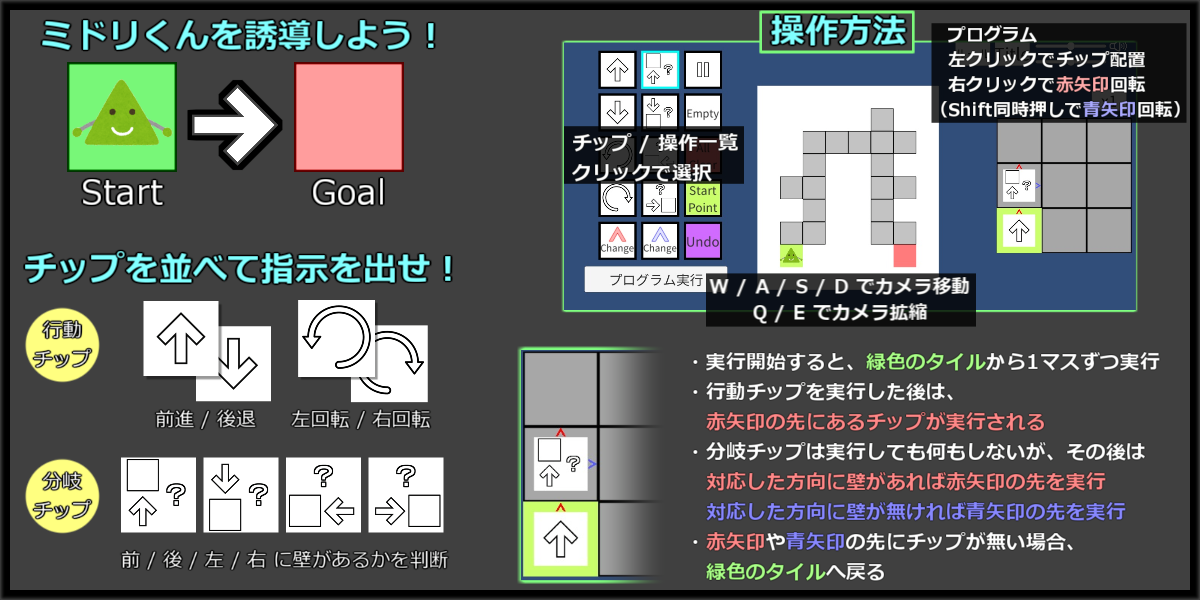 ミドリくんを誘導しよう！
Start
Goal
チップを並べて指示を出せ！
行動
チップ
前進 / 後退
左回転 / 右回転
分岐
チップ
前 / 後 / 左 / 右 に壁があるかを判断
操作方法
プログラム
左クリックでチップ配置
右クリックで赤矢印回転
（Shift同時押しで青矢印回転）
Empty
チップ / 操作一覧
クリックで選択
Start
Point
Change
Change
Undo
プログラム実行
W / A / S / D でカメラ移動
Q / E でカメラ拡縮
・実行開始すると、緑色のタイルから1マスずつ実行
・行動チップを実行した後は、
赤矢印の先にあるチップが実行される
・分岐チップは実行しても何もしないが、その後は
対応した方向に壁があれば赤矢印の先を実行
対応した方向に壁が無ければ青矢印の先を実行
・赤矢印や青矢印の先にチップが無い場合、
緑色のタイルへ戻る